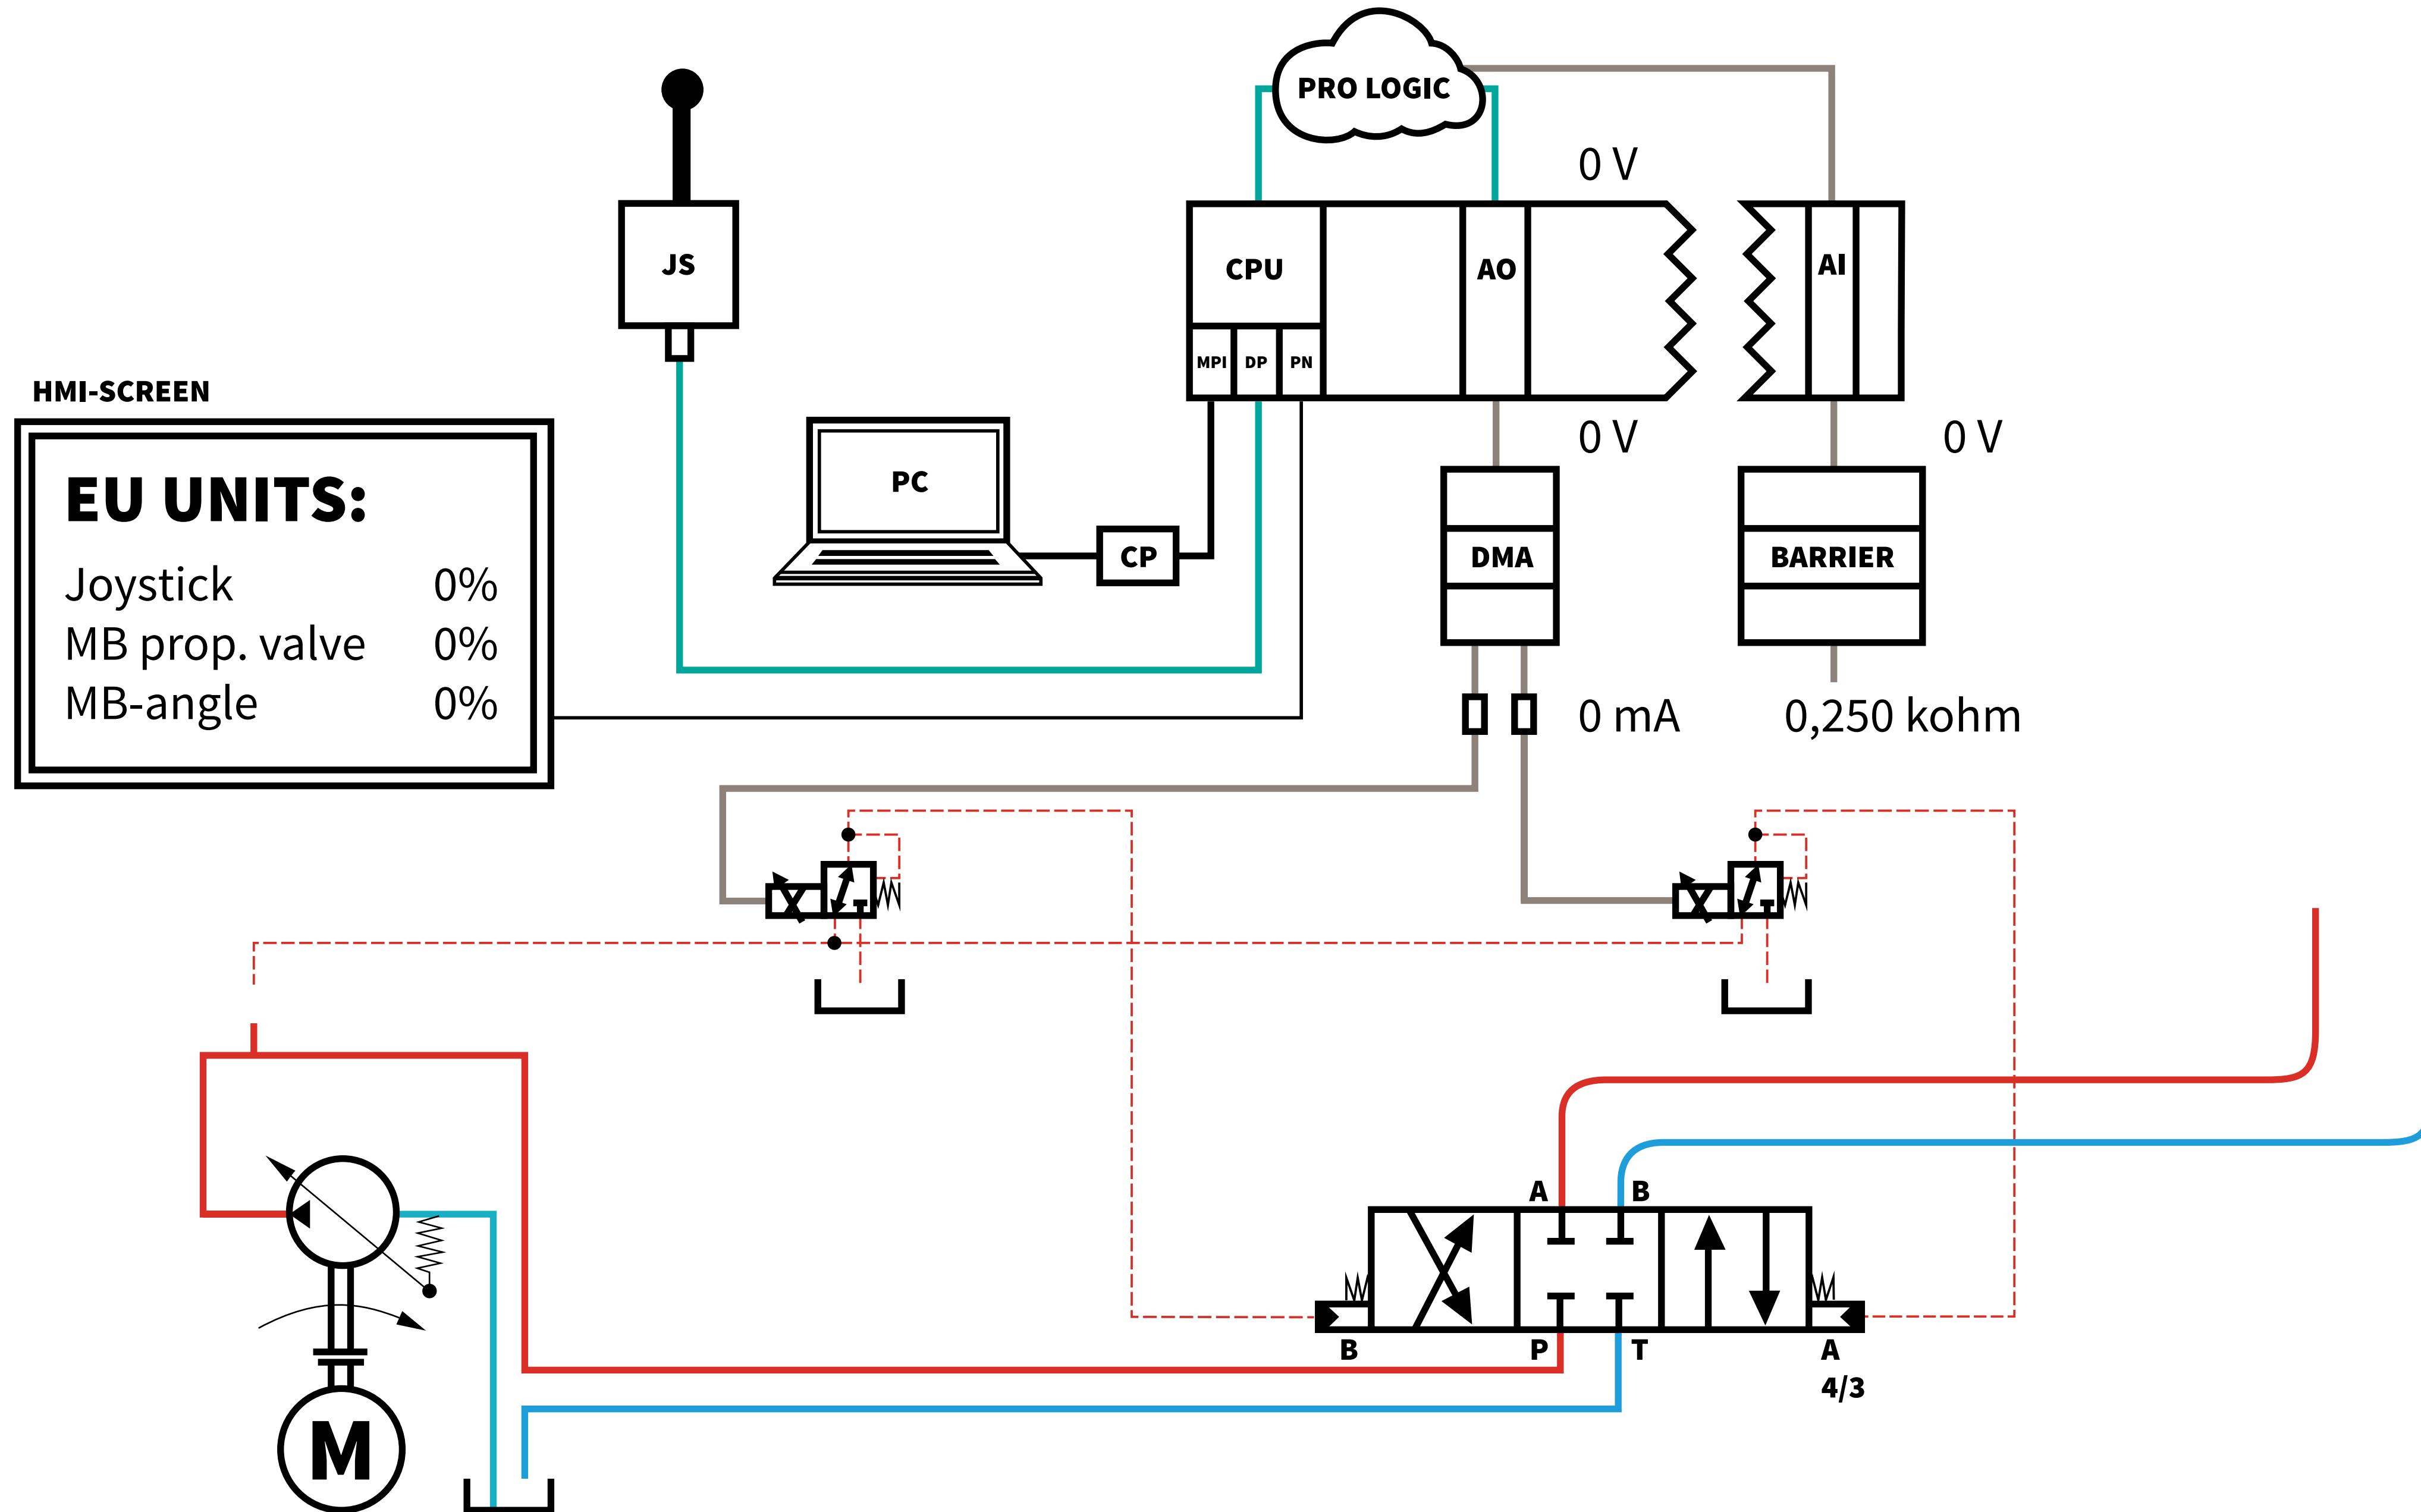 PRO LOGIC
0 V
JS
CPU
AO
AI
MPI
DP
PN
HMI-SCREEN
0 V
0 V
EU UNITS:
PC
CP
DMA
BARRIER
Joystick 0%
MB prop. valve 0%
MB-angle 0%
0 mA
0,250 kohm
A
B
B
P
T
A
4/3
M